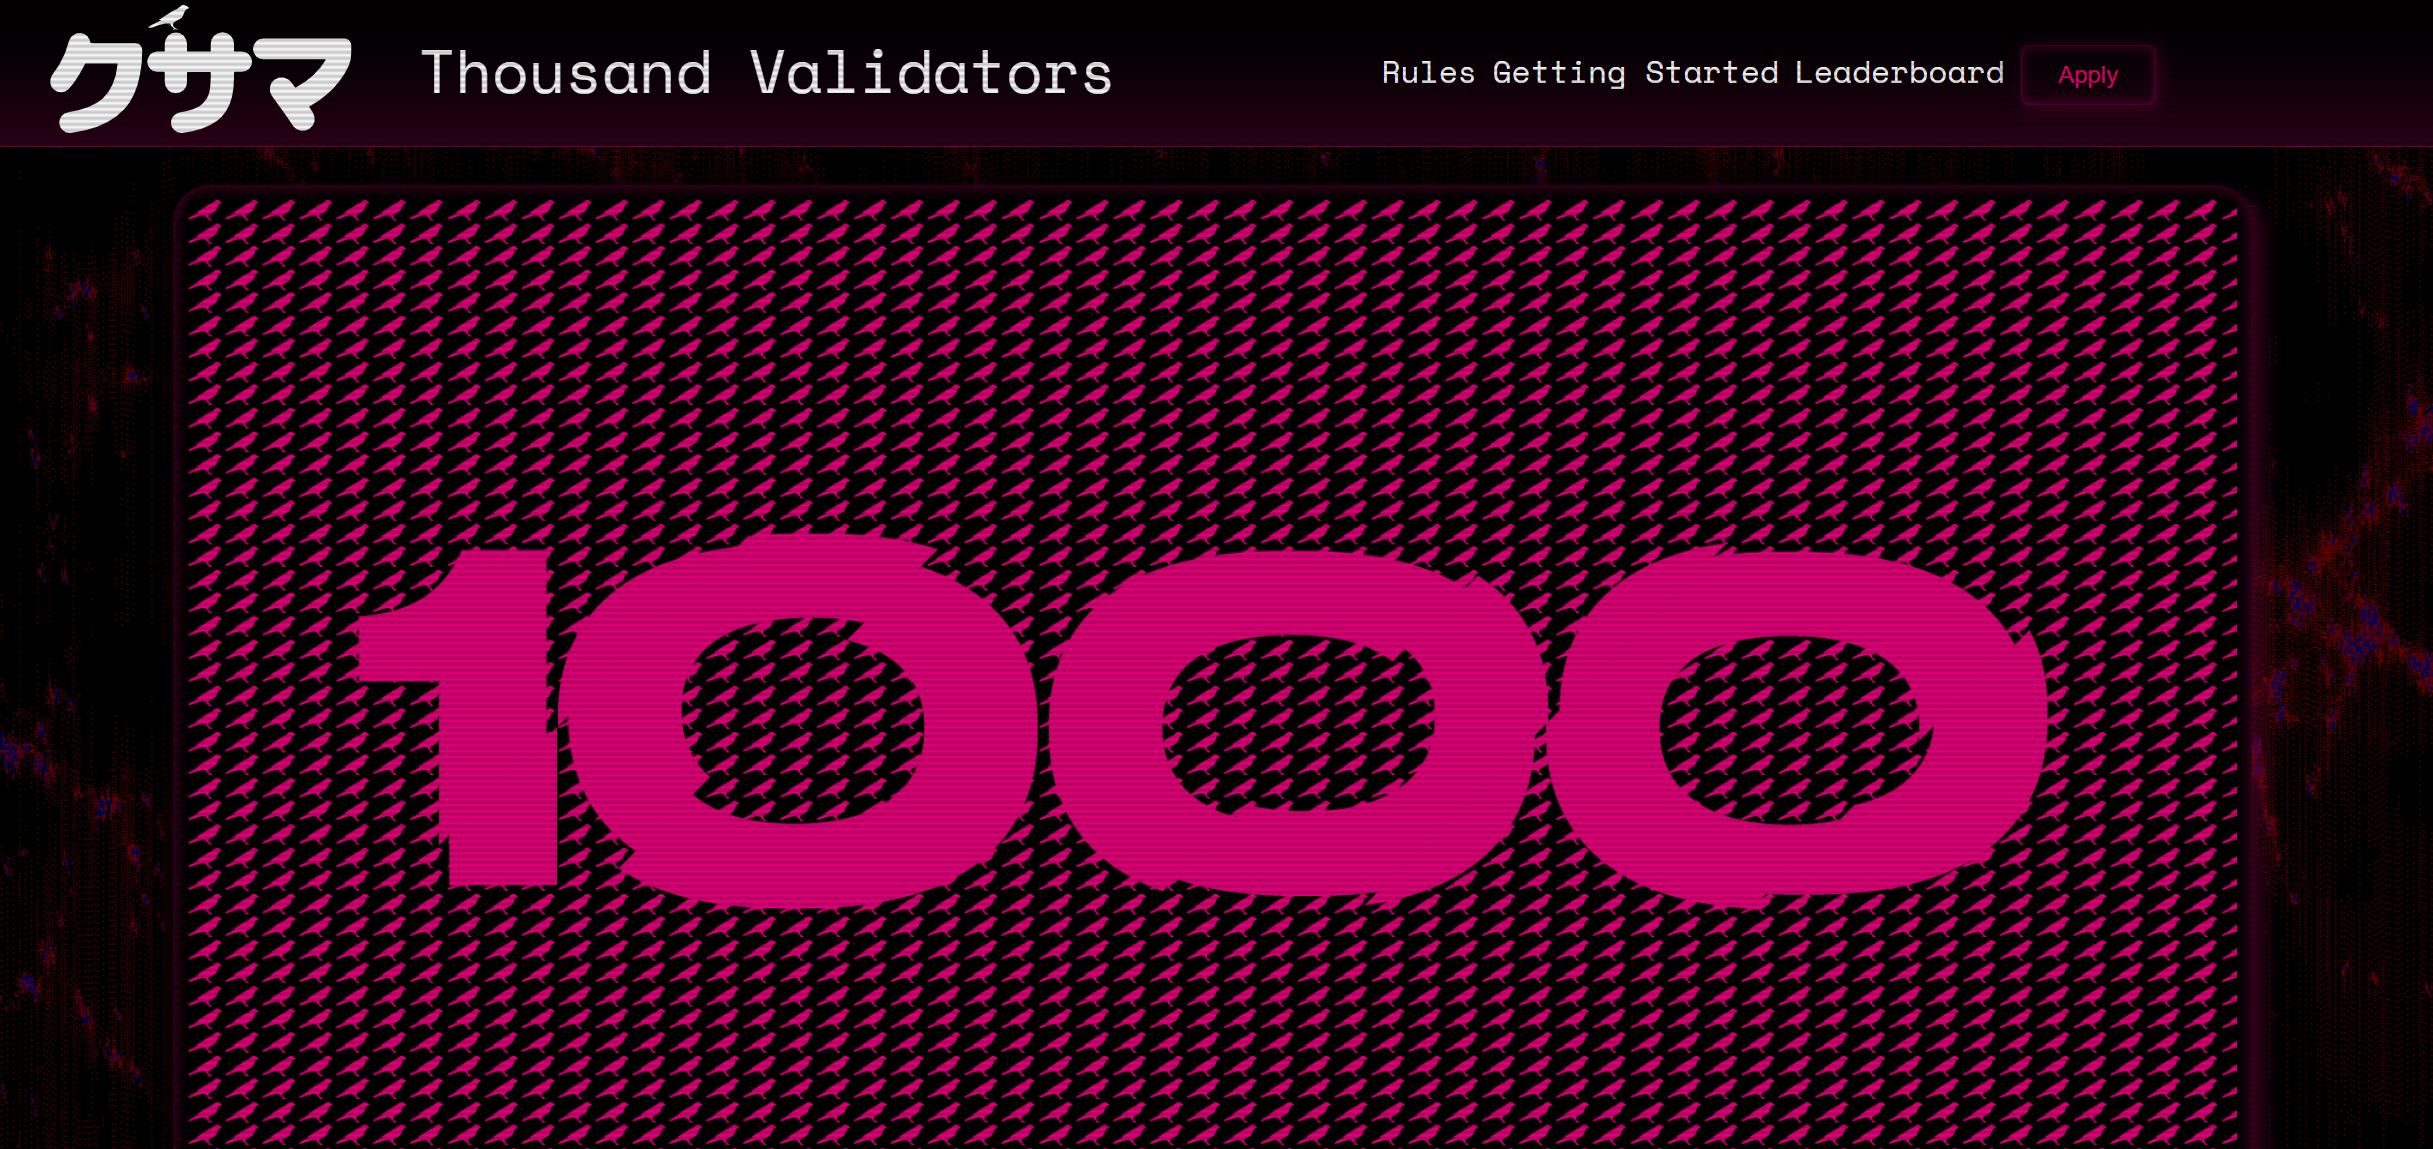 クサマ
Thousand Validators
Rules Getting Started Leaderboard Apply
1000